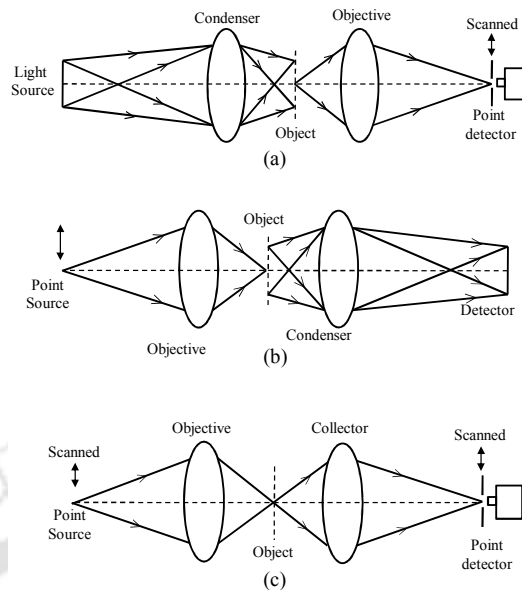 Condenser
Objective
Scanned
Light
Source
Object
Point
detector
(a)
Object
Point
Source
Objective
Condenser
Detector
(b)
Objective
Collector
Scanned
Scanned
Point
Source
Object
Point
detector
(c)